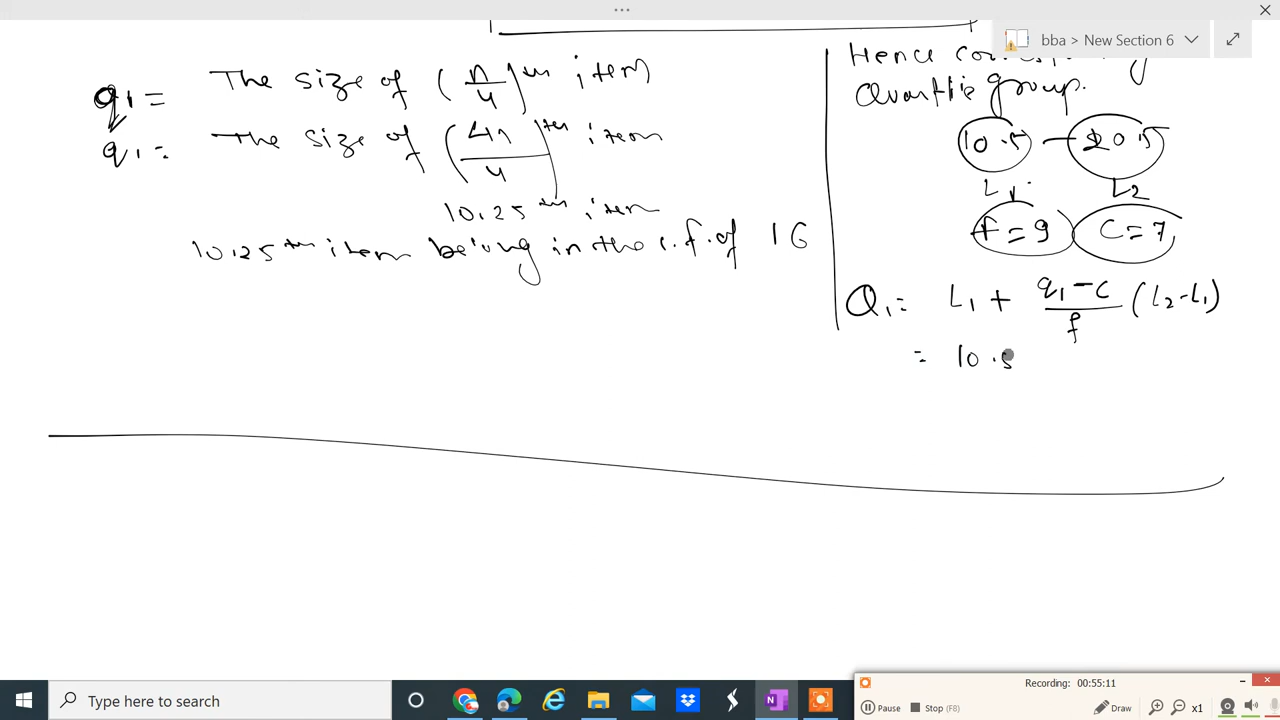 ...
bba > New Section 6
q1 = The size of (n/4)th item
q1 = The size of (41/4)th item
10.25th item
10.25th item belong in the c.f. of 16
Hence corresponding
Quartile group.
10.5 — 20.5
L1 L2
f = 9 C = 7
Q1 = L1 + q1 - c / f (L2 - L1)
= 10.5
Type here to search
Recording: 00:55:11
Pause Stop (F8) Draw x1